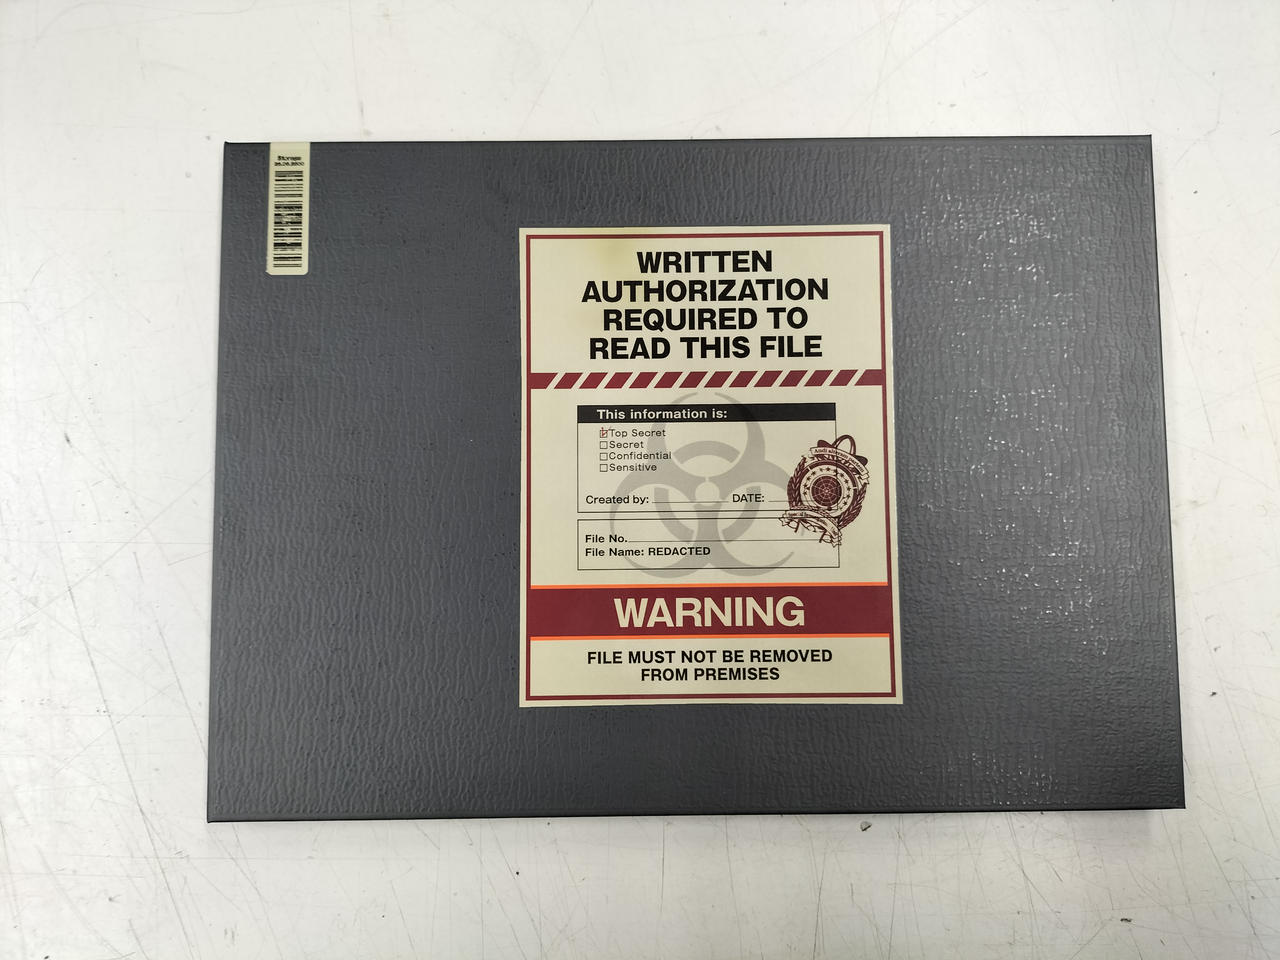 Storage
WRITTEN
AUTHORIZATION
REQUIRED TO
READ THIS FILE
This information is:
Top Secret
Secret
Confidential
Sensitive
Created by: DATE:
File No.
File Name: REDACTED
WARNING
FILE MUST NOT BE REMOVED
FROM PREMISES